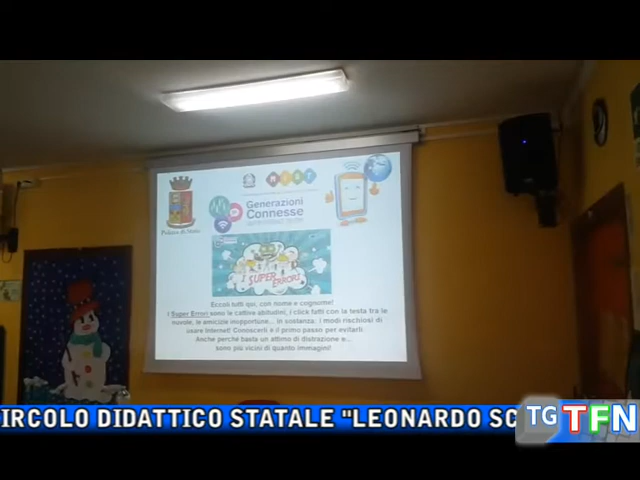 MIUR
Polizia di Stato
Generazioni
Connesse
I SUPER ERRORI
Eccoli tutti qui, con nome e cognome!
I Super Errori sono le cattive abdudini, i click fatti con la testa fra le
nuvole, le amicizie inopportune... in sostanza: i modi rischiosi di
usare Internet! Conoscerli è il primo passo per evitarli.
Anche perché basta un attimo di distrazione e...
sono più vicini di quanto immagini!
IRCOLO DIDATTICO STATALE "LEONARDO SC
TG TFN